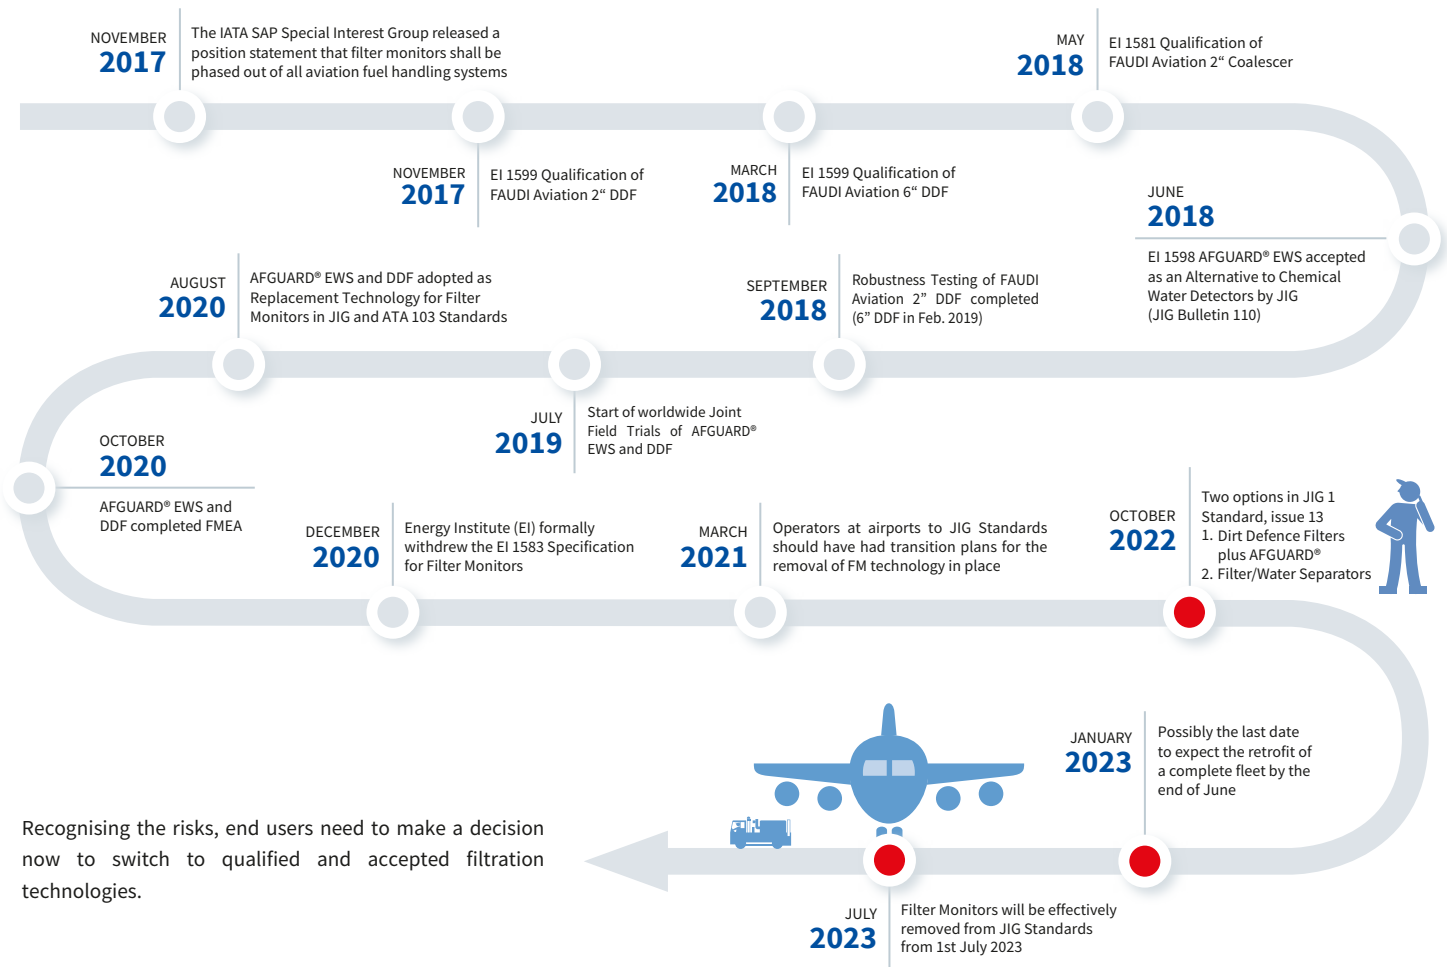 NOVEMBER
2017
The IATA SAP Special Interest Group released a
position statement that filter monitors shall be
phased out of all aviation fuel handling systems
NOVEMBER
2017
EI 1599 Qualification of
FAUDI Aviation 2“ DDF
MARCH
2018
EI 1599 Qualification of
FAUDI Aviation 6“ DDF
MAY
2018
EI 1581 Qualification of
FAUDI Aviation 2“ Coalescer
JUNE
2018
EI 1598 AFGUARD® EWS accepted
as an Alternative to Chemical
Water Detectors by JIG
(JIG Bulletin 110)
SEPTEMBER
2018
Robustness Testing of FAUDI
Aviation 2” DDF completed
(6” DDF in Feb. 2019)
JULY
2019
Start of worldwide Joint
Field Trials of AFGUARD®
EWS and DDF
AUGUST
2020
AFGUARD® EWS and DDF adopted as
Replacement Technology for Filter
Monitors in JIG and ATA 103 Standards
OCTOBER
2020
AFGUARD® EWS and
DDF completed FMEA
DECEMBER
2020
Energy Institute (EI) formally
withdrew the EI 1583 Specification
for Filter Monitors
MARCH
2021
Operators at airports to JIG Standards
should have had transition plans for the
removal of FM technology in place
OCTOBER
2022
Two options in JIG 1
Standard, issue 13
1. Dirt Defence Filters
plus AFGUARD®
2. Filter/Water Separators
JANUARY
2023
Possibly the last date
to expect the retrofit of
a complete fleet by the
end of June
JULY
2023
Filter Monitors will be effectively
removed from JIG Standards
from 1st July 2023
Recognising the risks, end users need to make a decision
now to switch to qualified and accepted filtration
technologies.